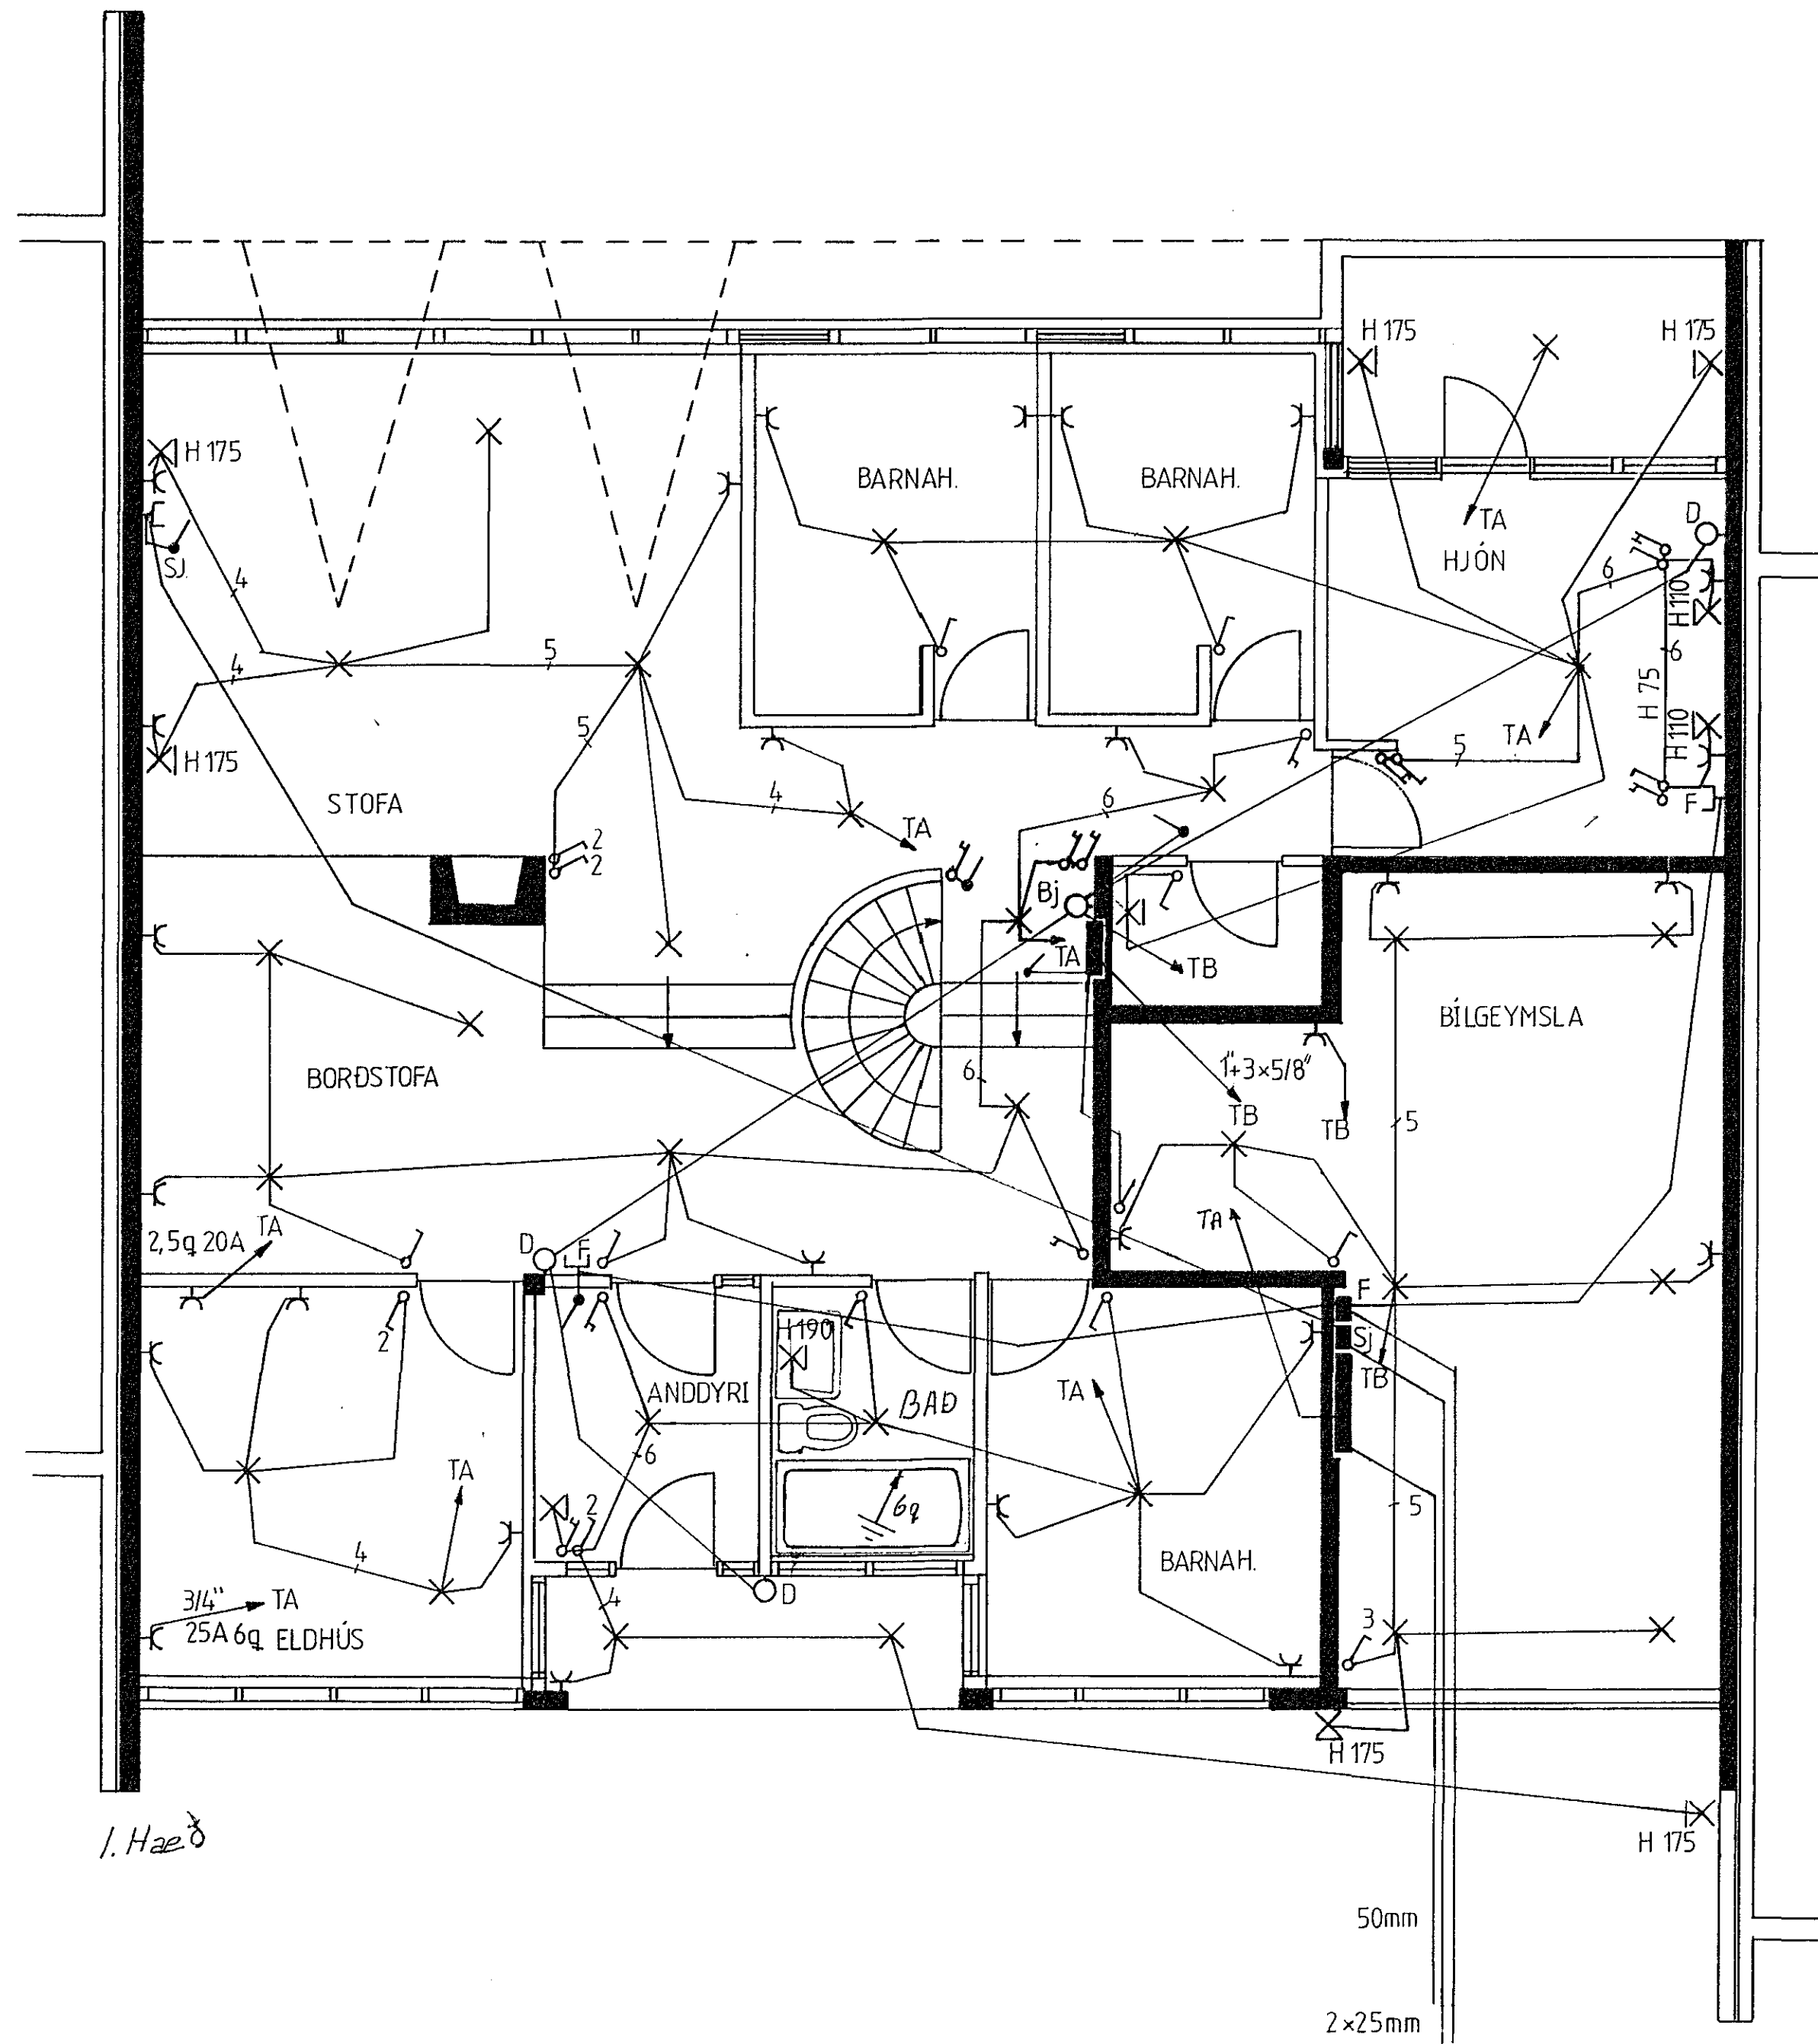 H 175
H 175
H 175
BARNAH.
BARNAH.
TA
D
HJÓN
SJ.
4
6
H110
5
4
6
H 75
5
H110
TA
5
H 175
4
6
F
STOFA
TA
2
2
Bj
TA
TB
BÍLGEYMSLA
1"+3×5/8"
6
BORÐSTOFA
TB
TB
5
TA
TA
2,5q 20A
D
F
F
H190
Sj
2
TB
ANDDYRI
BAÐ
TA
6
TA
2
6q
5
4
BARNAH.
3/4"
TA
4
D
3
25A 6q
ELDHÚS
H 175
H 175
1. Hæð
50mm
2×25mm